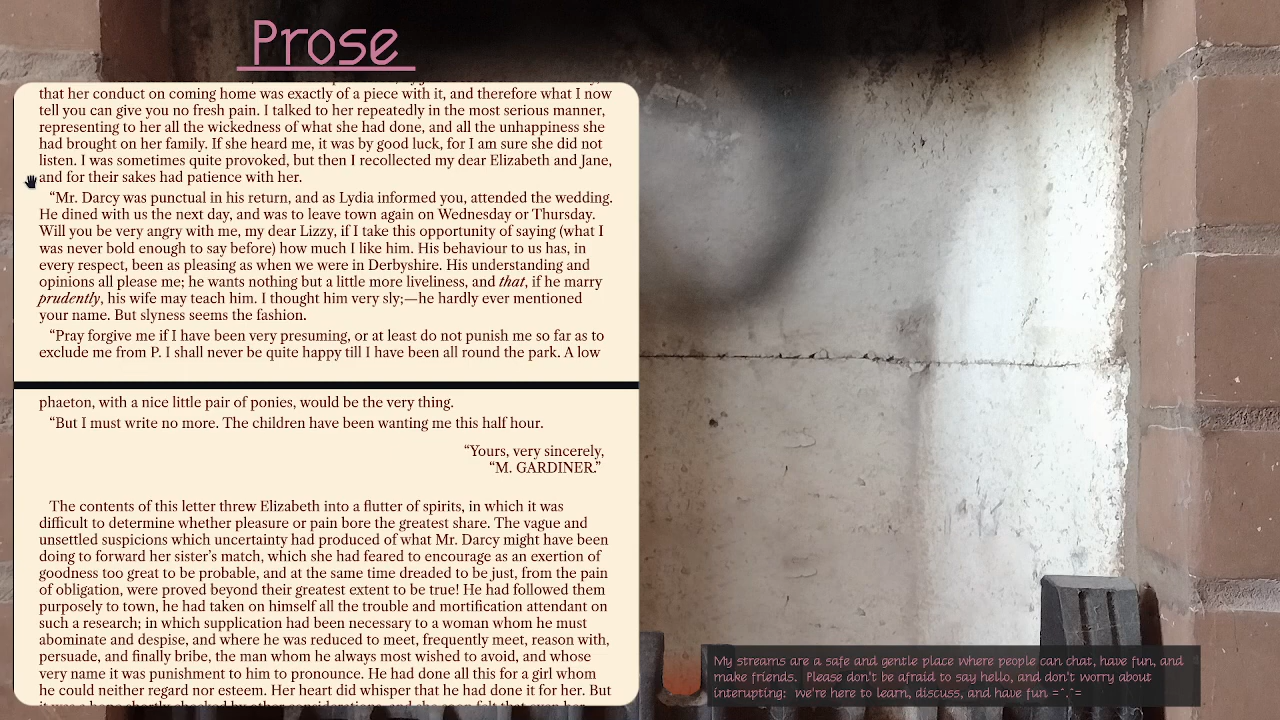 Prose
that her conduct on coming home was exactly of a piece with it, and therefore what I now
tell you can give you no fresh pain. I talked to her repeatedly in the most serious manner,
representing to her all the wickedness of what she had done, and all the unhappiness she
had brought on her family. If she heard me, it was by good luck, for I am sure she did not
listen. I was sometimes quite provoked, but then I recollected my dear Elizabeth and Jane,
and for their sakes had patience with her.
“Mr. Darcy was punctual in his return, and as Lydia informed you, attended the wedding.
He dined with us the next day, and was to leave town again on Wednesday or Thursday.
Will you be very angry with me, my dear Lizzy, if I take this opportunity of saying (what I
was never bold enough to say before) how much I like him. His behaviour to us has, in
every respect, been as pleasing as when we were in Derbyshire. His understanding and
opinions all please me; he wants nothing but a little more liveliness, and that, if he marry
prudently, his wife may teach him. I thought him very sly;—he hardly ever mentioned
your name. But slyness seems the fashion.
“Pray forgive me if I have been very presuming, or at least do not punish me so far as to
exclude me from P. I shall never be quite happy till I have been all round the park. A low
phaeton, with a nice little pair of ponies, would be the very thing.
“But I must write no more. The children have been wanting me this half hour.
“Yours, very sincerely,
“M. GARDINER.”
The contents of this letter threw Elizabeth into a flutter of spirits, in which it was
difficult to determine whether pleasure or pain bore the greatest share. The vague and
unsettled suspicions which uncertainty had produced of what Mr. Darcy might have been
doing to forward her sister’s match, which she had feared to encourage as an exertion of
goodness too great to be probable, and at the same time dreaded to be just, from the pain
of obligation, were proved beyond their greatest extent to be true! He had followed them
purposely to town, he had taken on himself all the trouble and mortification attendant on
such a research; in which supplication had been necessary to a woman whom he must
abominate and despise, and where he was reduced to meet, frequently meet, reason with,
persuade, and finally bribe, the man whom he always most wished to avoid, and whose
very name it was punishment to him to pronounce. He had done all this for a girl whom
he could neither regard nor esteem. Her heart did whisper that he had done it for her. But
My streams are a safe and gentle place where people can chat, have fun, and
make friends. Please don't be afraid to say hello, and don't worry about
interupting: we're here to learn, discuss, and have fun =^.^=